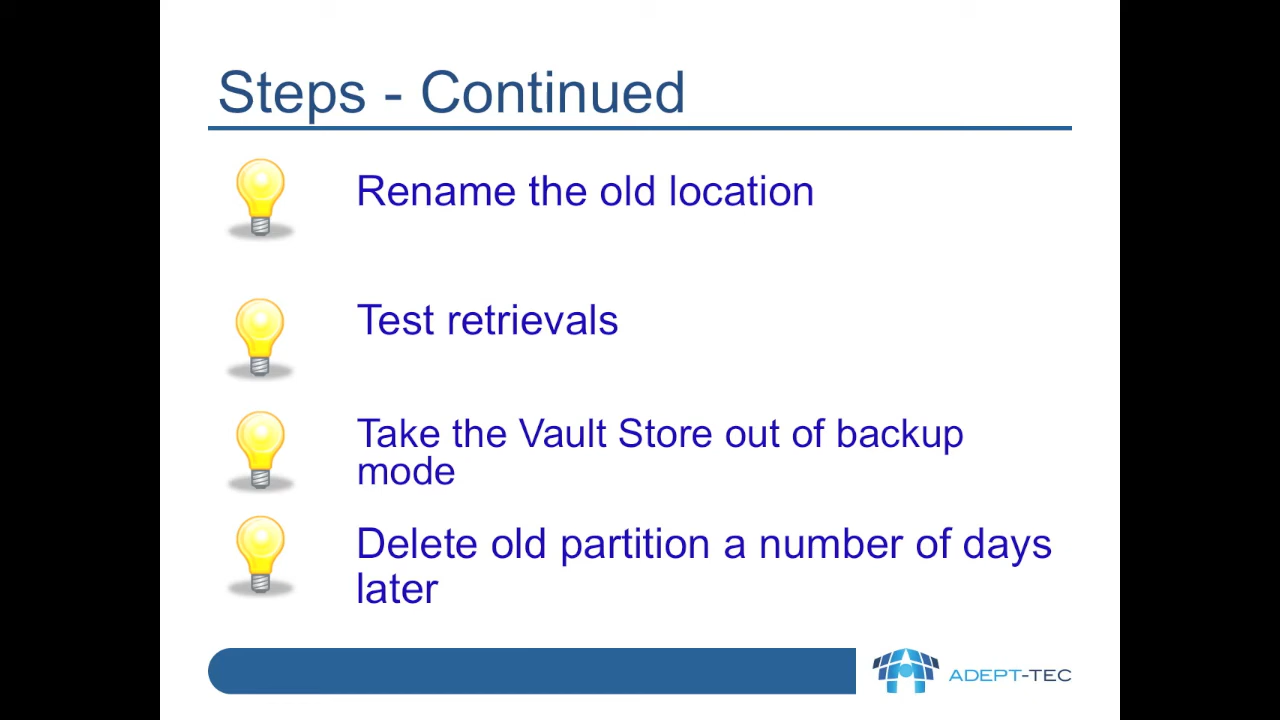 Steps - Continued
Rename the old location
Test retrievals
Take the Vault Store out of backup
mode
Delete old partition a number of days
later
ADEPT-TEC